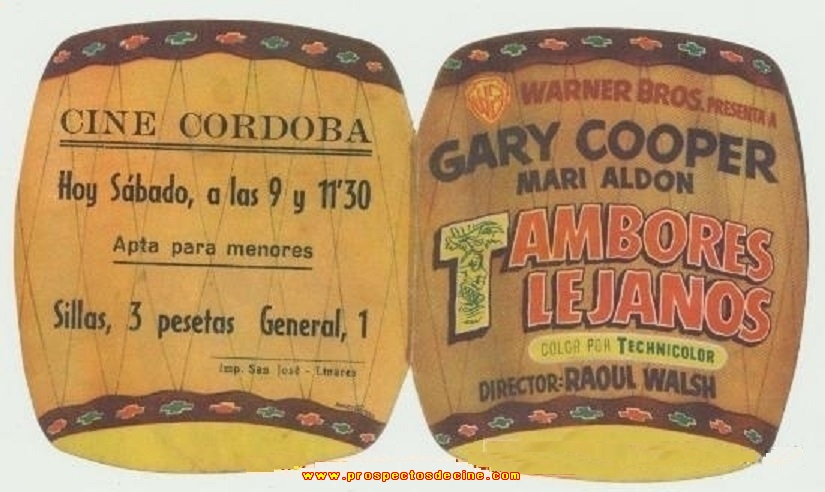 CINE CORDOBA
Hoy Sábado, a las 9 y 11'30
Apta para menores
Sillas, 3 pesetas General, 1
Imp. San José - Linares
WB
WARNER BROS. PRESENTA A
GARY COOPER
MARI ALDON
TAMBORES
LEJANOS
COLOR POR TECHNICOLOR
DIRECTOR: RAOUL WALSH
www.prospectosdecine.com